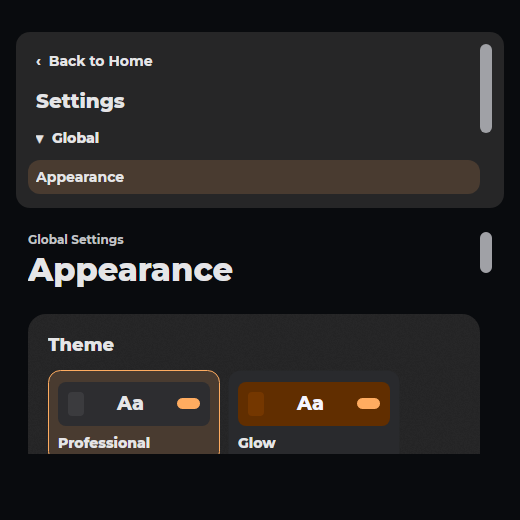 ‹ Back to Home
Settings
▼ Global
Appearance
Global Settings
Appearance
Theme
Aa
Aa
Professional
Glow